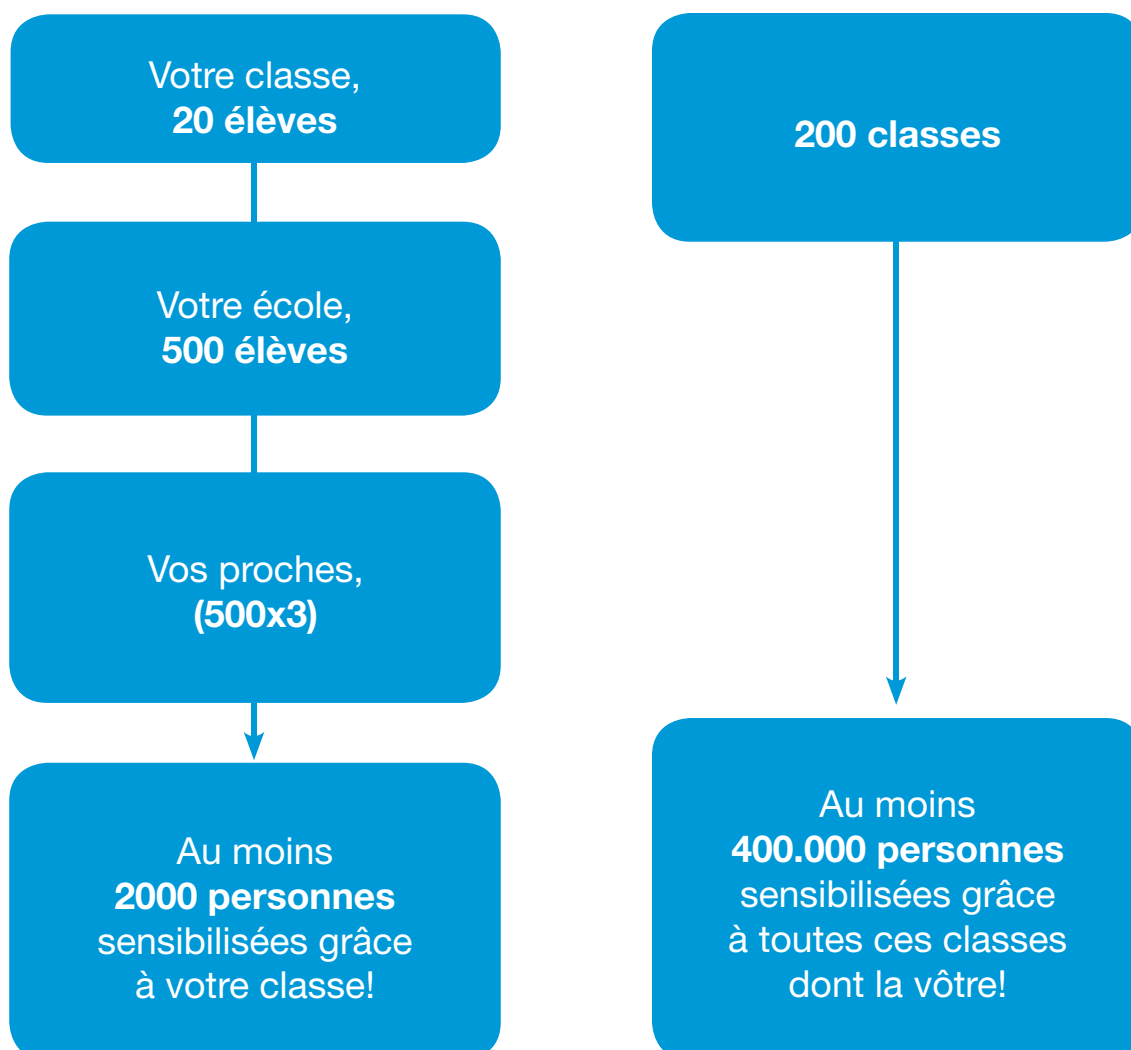 Votre classe,
20 élèves
Votre école,
500 élèves
Vos proches,
(500x3)
Au moins
2000 personnes
sensibilisées grâce
à votre classe!
200 classes
Au moins
400.000 personnes
sensibilisées grâce
à toutes ces classes
dont la vôtre!